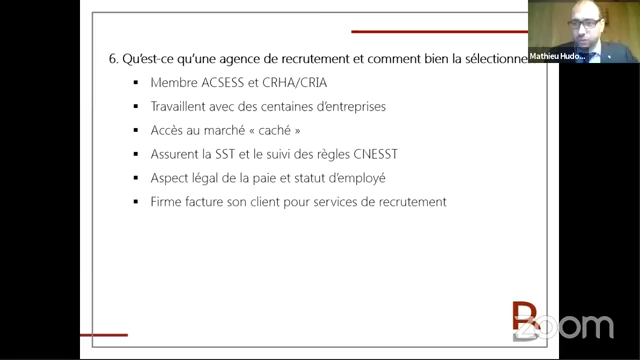 Mathieu Hudo...
6. Qu'est-ce qu'une agence de recrutement et comment bien la sélectionne
▪ Membre ACSESS et CRHA/CRIA
▪ Travaillent avec des centaines d'entreprises
▪ Accès au marché « caché »
▪ Assurent la SST et le suivi des règles CNESST
▪ Aspect légal de la paie et statut d'employé
▪ Firme facture son client pour services de recrutement
R
zoom